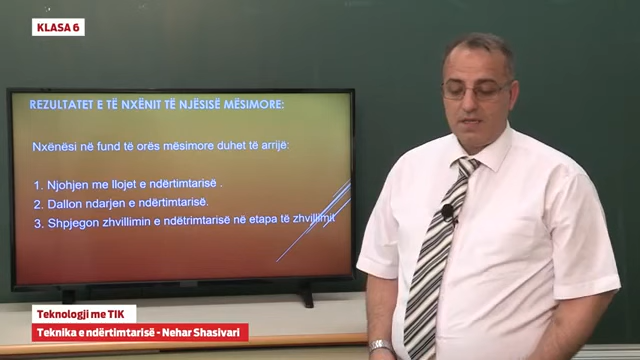 KLASA 6
REZULTATET E TË NXËNIT TË NJËSISË MËSIMORE:
Nxënësi në fund të orës mësimore duhet të arrijë:
1. Njohjen me llojet e ndërtimtarisë .
2. Dallon ndarjen e ndërtimtarisë.
3. Shpjegon zhvillimin e ndëtrimtarisë në etapa të zhvillimit
Teknologji me TIK
Teknika e ndërtimtarisë - Nehar Shasivari